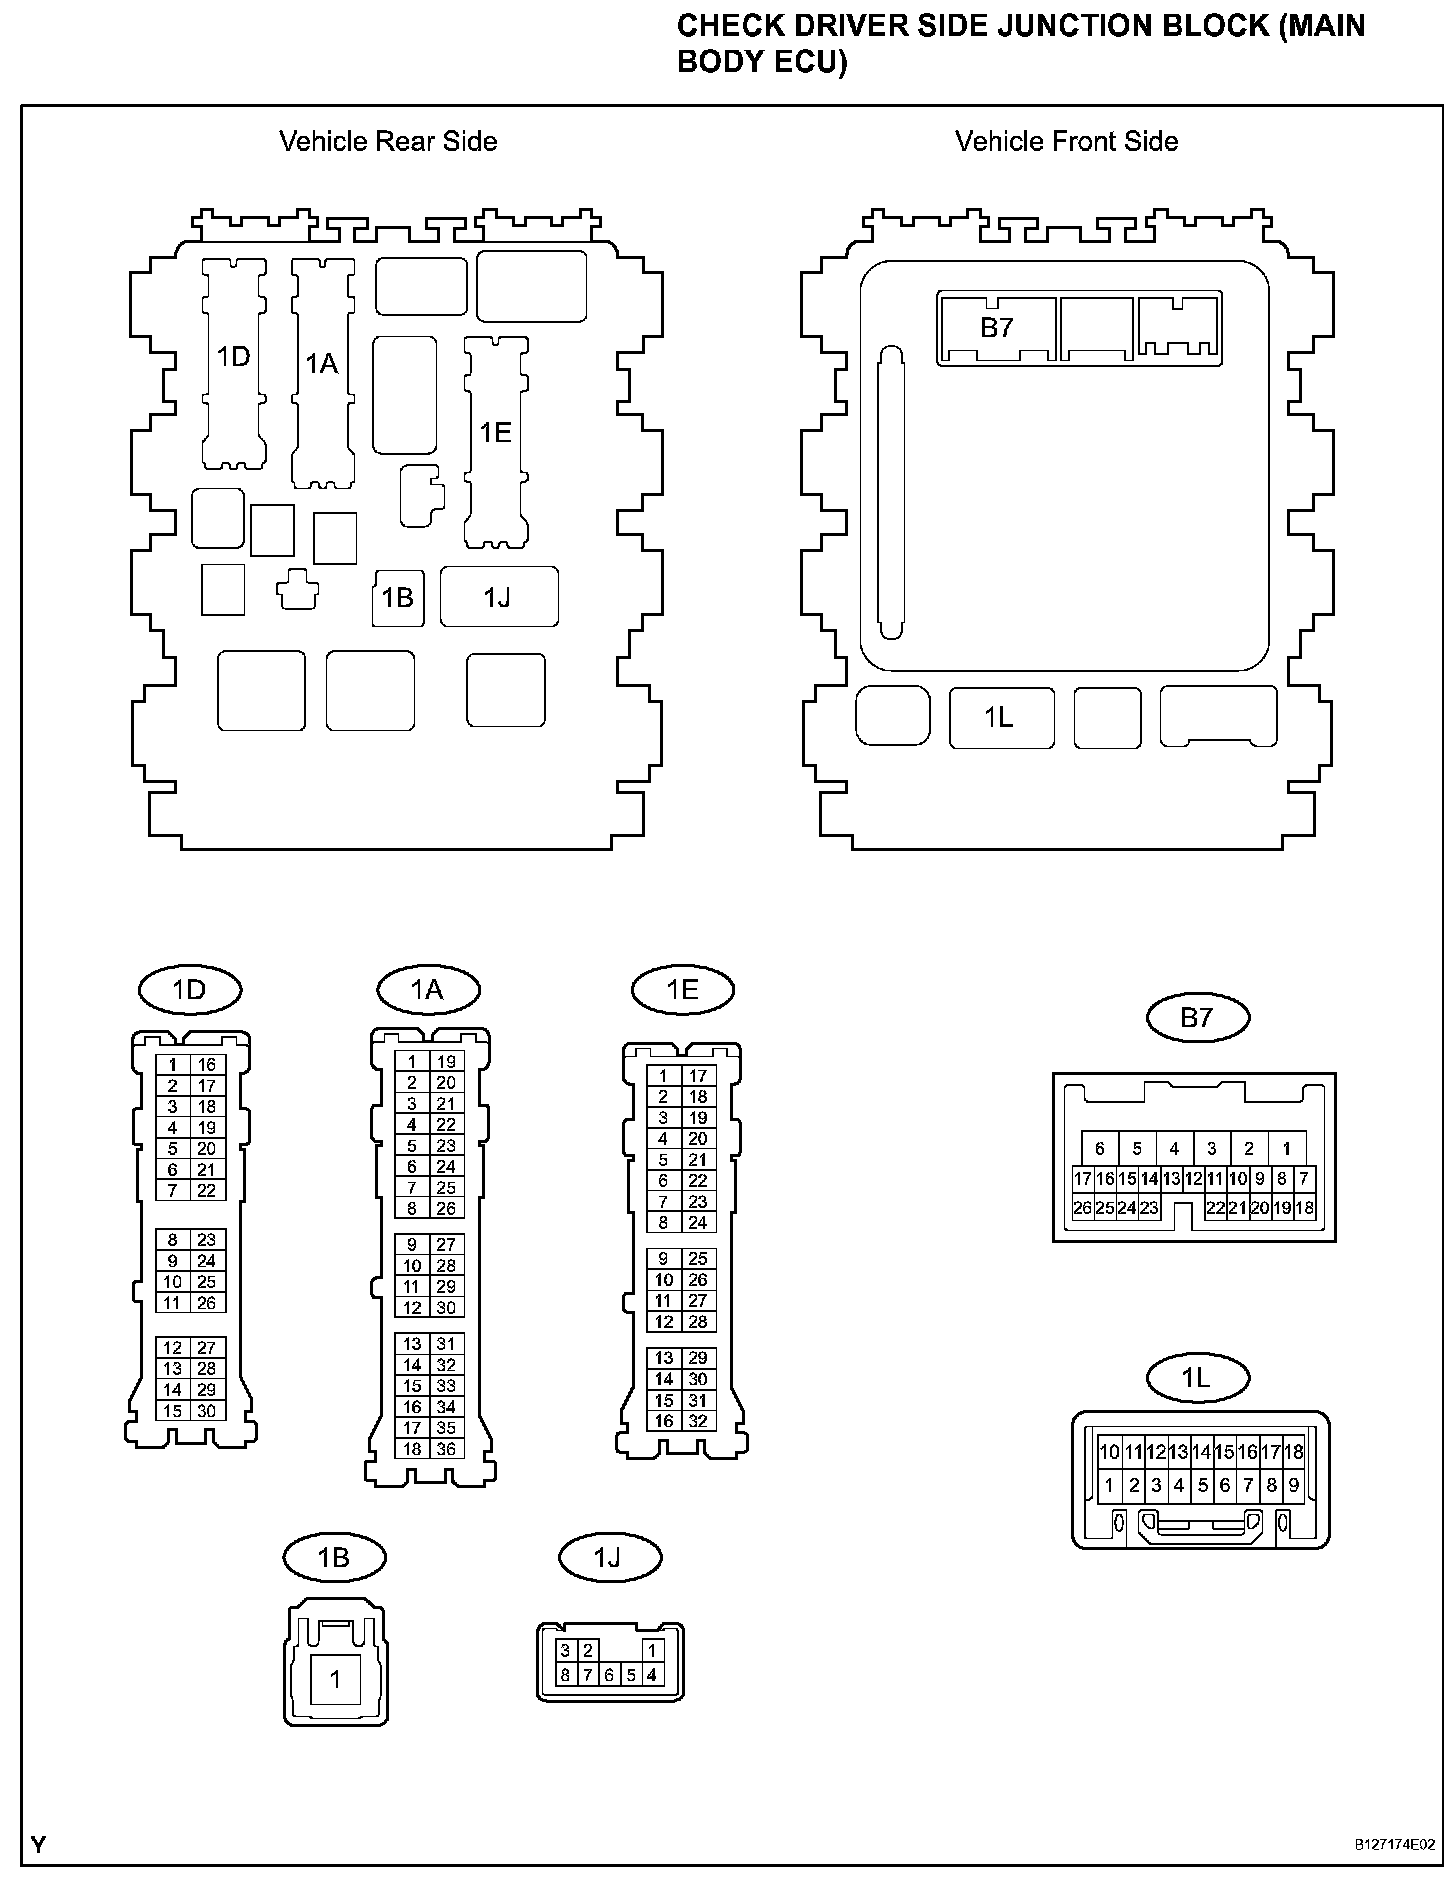 CHECK DRIVER SIDE JUNCTION BLOCK (MAIN
BODY ECU)
Vehicle Rear Side
Vehicle Front Side
1D
1A
1E
1B
1J
B7
1L
1D
1 16
2 17
3 18
4 19
5 20
6 21
7 22
8 23
9 24
10 25
11 26
12 27
13 28
14 29
15 30
1A
1 19
2 20
3 21
4 22
5 23
6 24
7 25
8 26
9 27
10 28
11 29
12 30
13 31
14 32
15 33
16 34
17 35
18 36
1E
1 17
2 18
3 19
4 20
5 21
6 22
7 23
8 24
9 25
10 26
11 27
12 28
13 29
14 30
15 31
16 32
B7
6 5 4 3 2 1
17 16 15 14 13 12 11 10 9 8 7
26 25 24 23 22 21 20 19 18
1L
10 11 12 13 14 15 16 17 18
1 2 3 4 5 6 7 8 9
1B
1
1J
3 2 1
8 7 6 5 4
Y
B127174E02